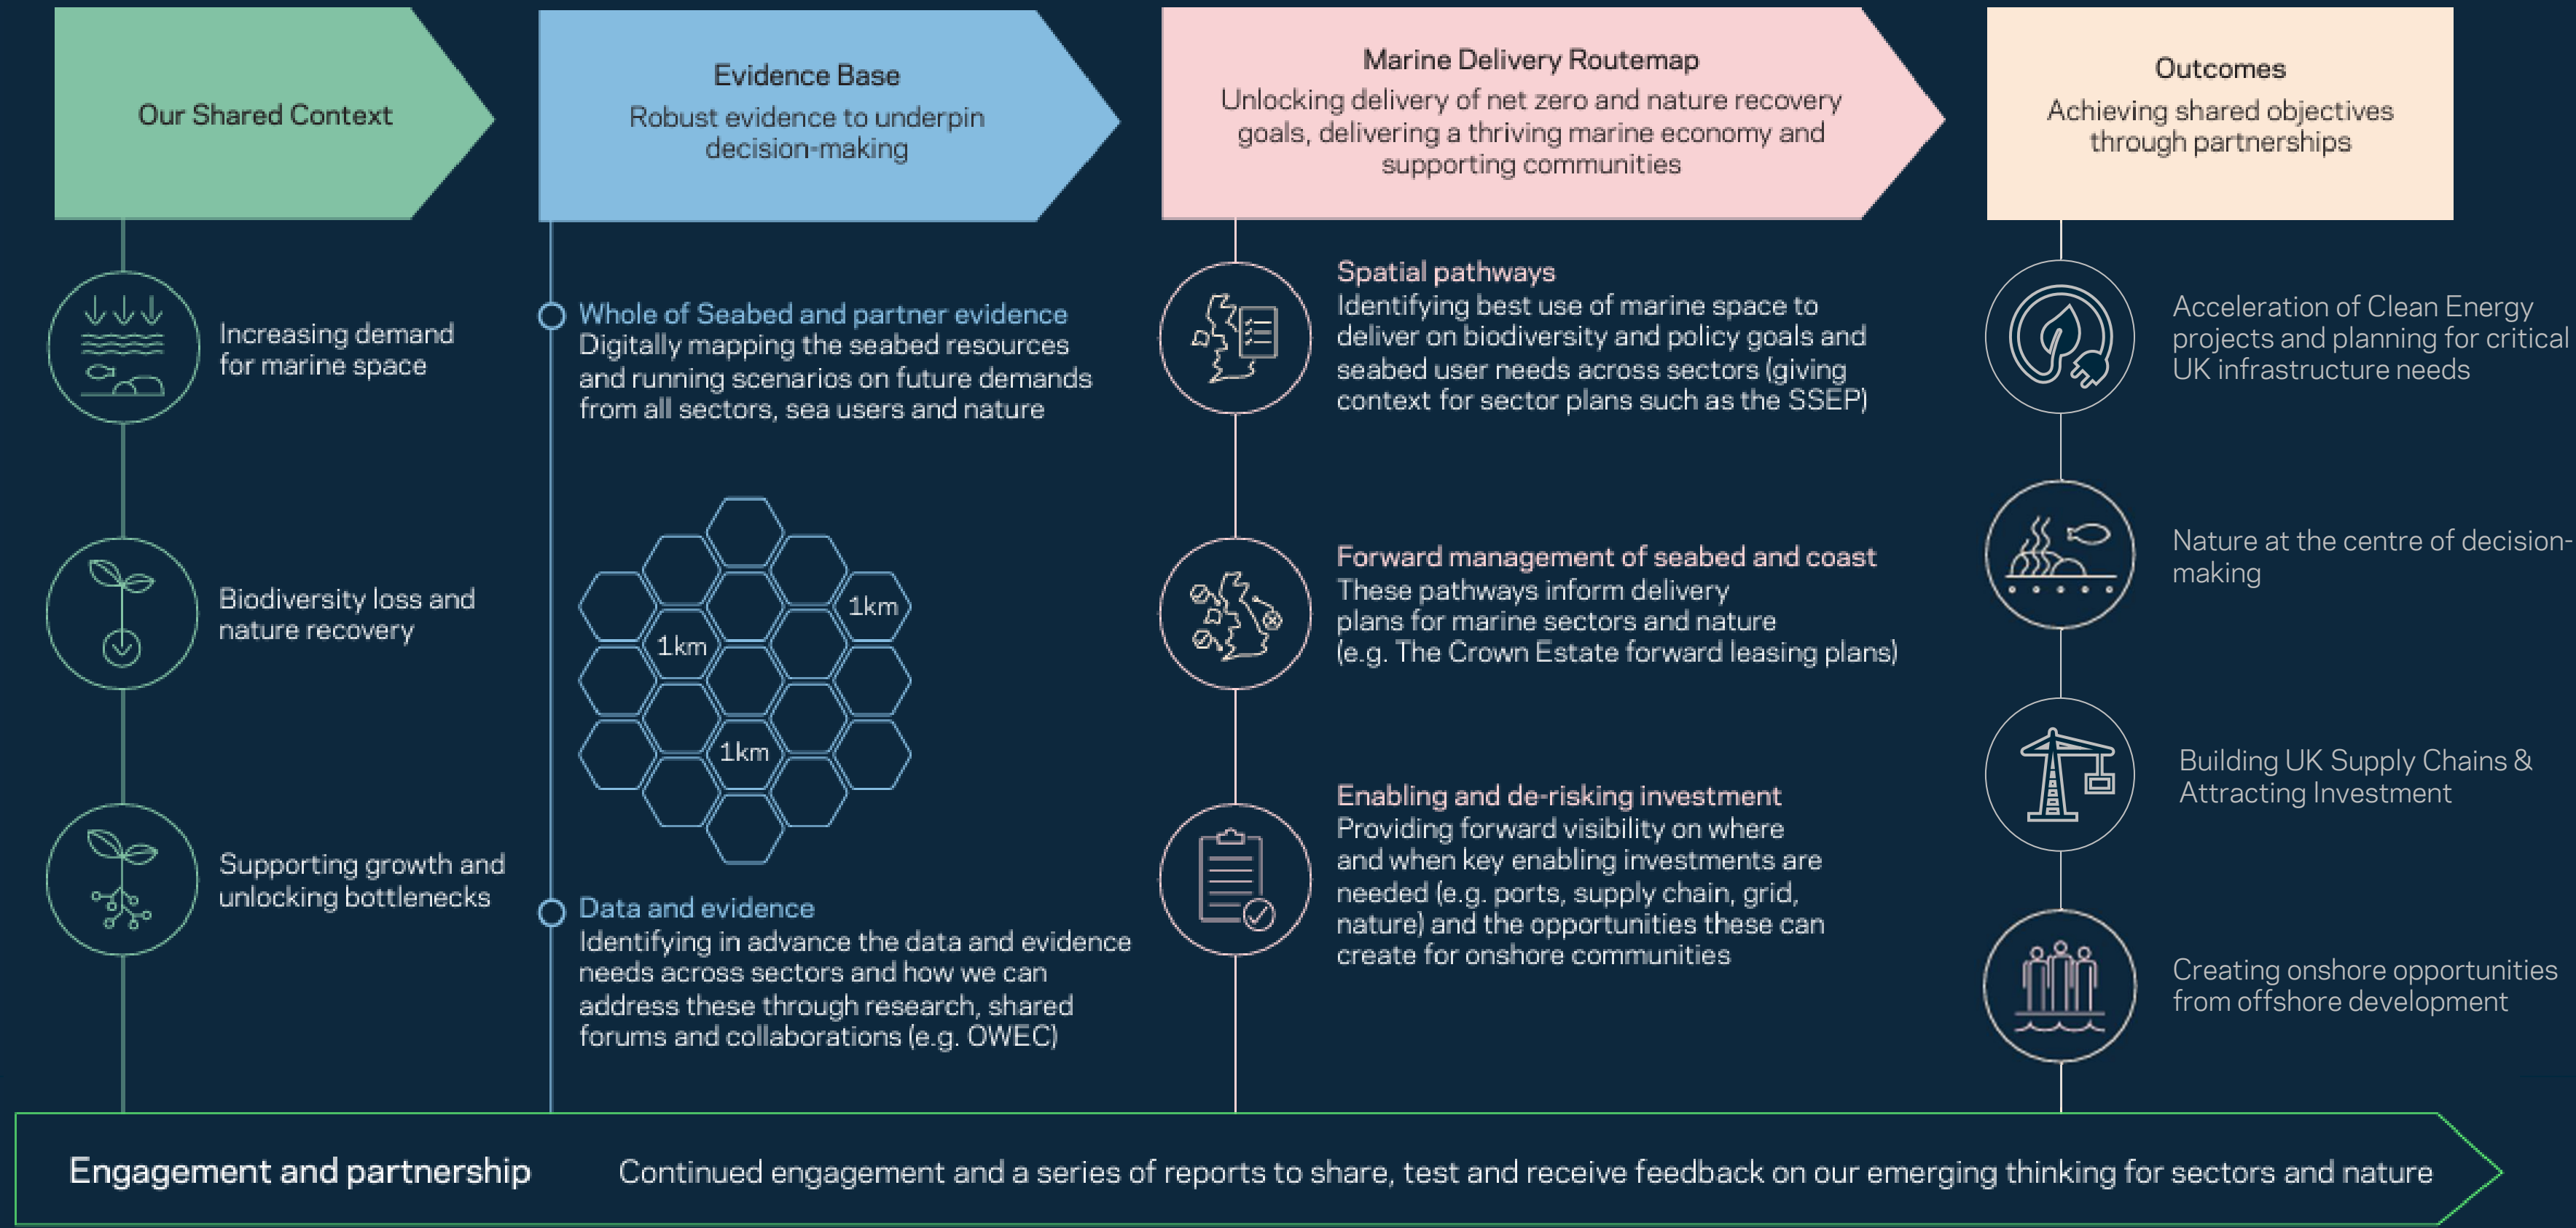 Our Shared Context
Increasing demand
for marine space
Biodiversity loss and
nature recovery
Supporting growth and
unlocking bottlenecks
Evidence Base
Robust evidence to underpin
decision-making
Whole of Seabed and partner evidence
Digitally mapping the seabed resources
and running scenarios on future demands
from all sectors, sea users and nature
1km
1km
1km
Data and evidence
Identifying in advance the data and evidence
needs across sectors and how we can
address these through research, shared
forums and collaborations (e.g. OWEC)
Marine Delivery Routemap
Unlocking delivery of net zero and nature recovery
goals, delivering a thriving marine economy and
supporting communities
Spatial pathways
Identifying best use of marine space to
deliver on biodiversity and policy goals and
seabed user needs across sectors (giving
context for sector plans such as the SSEP)
Forward management of seabed and coast
These pathways inform delivery
plans for marine sectors and nature
(e.g. The Crown Estate forward leasing plans)
Enabling and de-risking investment
Providing forward visibility on where
and when key enabling investments are
needed (e.g. ports, supply chain, grid,
nature) and the opportunities these can
create for onshore communities
Outcomes
Achieving shared objectives
through partnerships
Acceleration of Clean Energy
projects and planning for critical
UK infrastructure needs
Nature at the centre of decision-
making
Building UK Supply Chains &
Attracting Investment
Creating onshore opportunities
from offshore development
Engagement and partnership
Continued engagement and a series of reports to share, test and receive feedback on our emerging thinking for sectors and nature